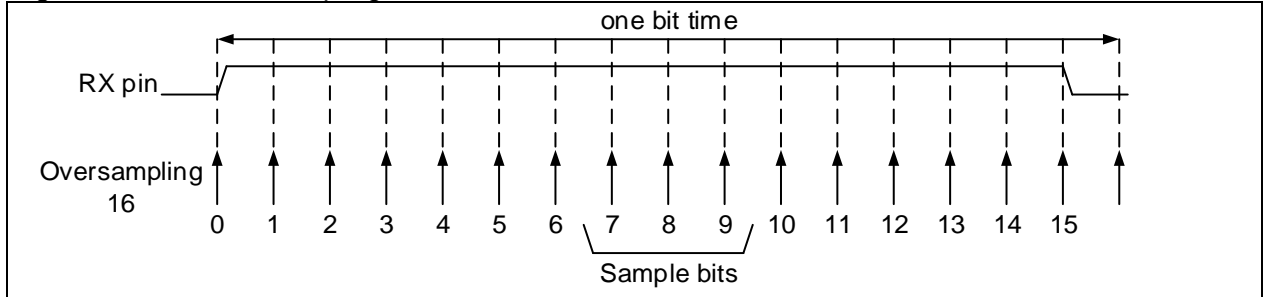 one bit time
RX pin
Oversampling
16
0 1 2 3 4 5 6 7 8 9 10 11 12 13 14 15
Sample bits